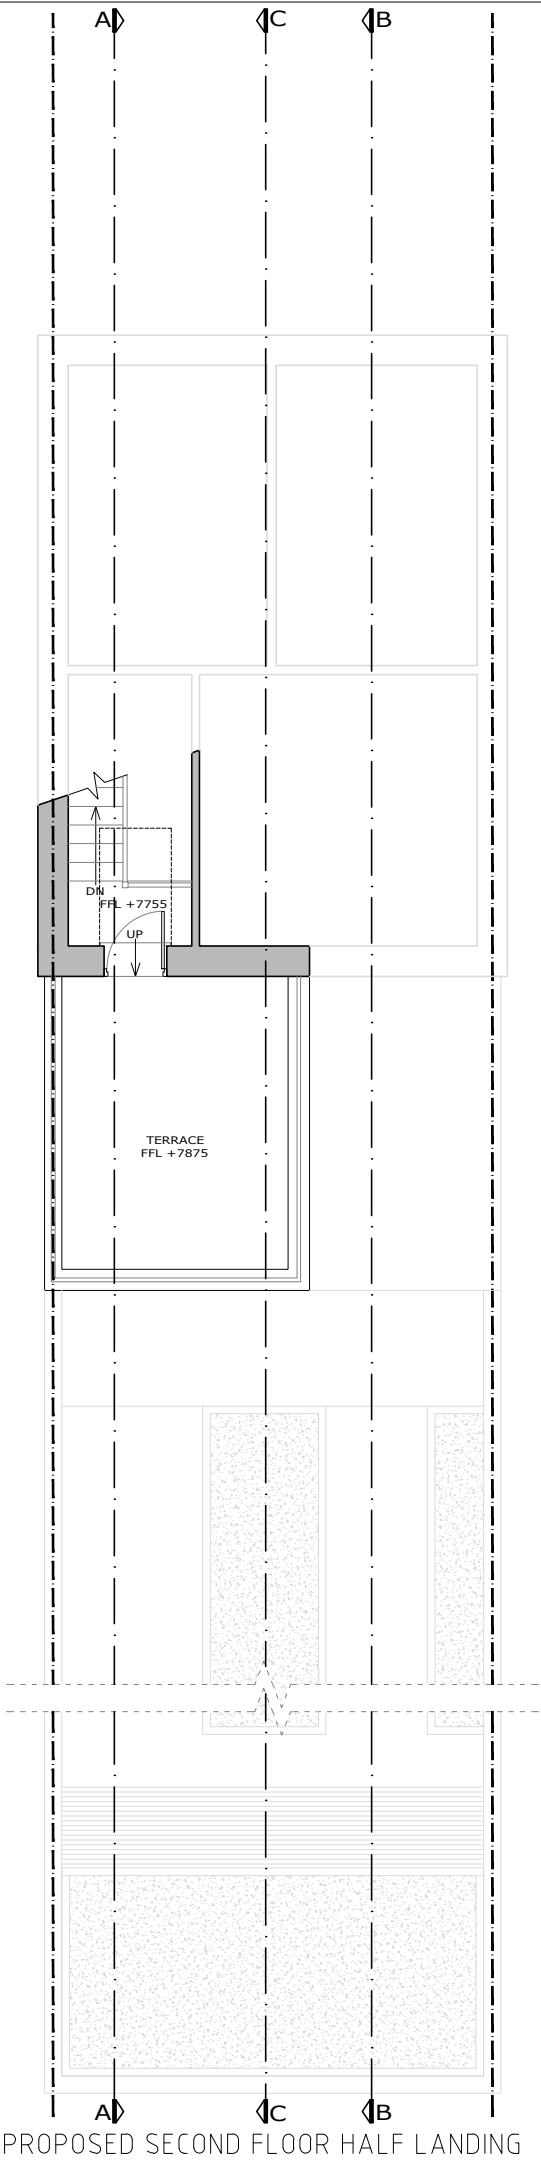 A C B
DN
FFL +7755
UP
TERRACE
FFL +7875
A C B
PROPOSED SECOND FLOOR HALF LANDING